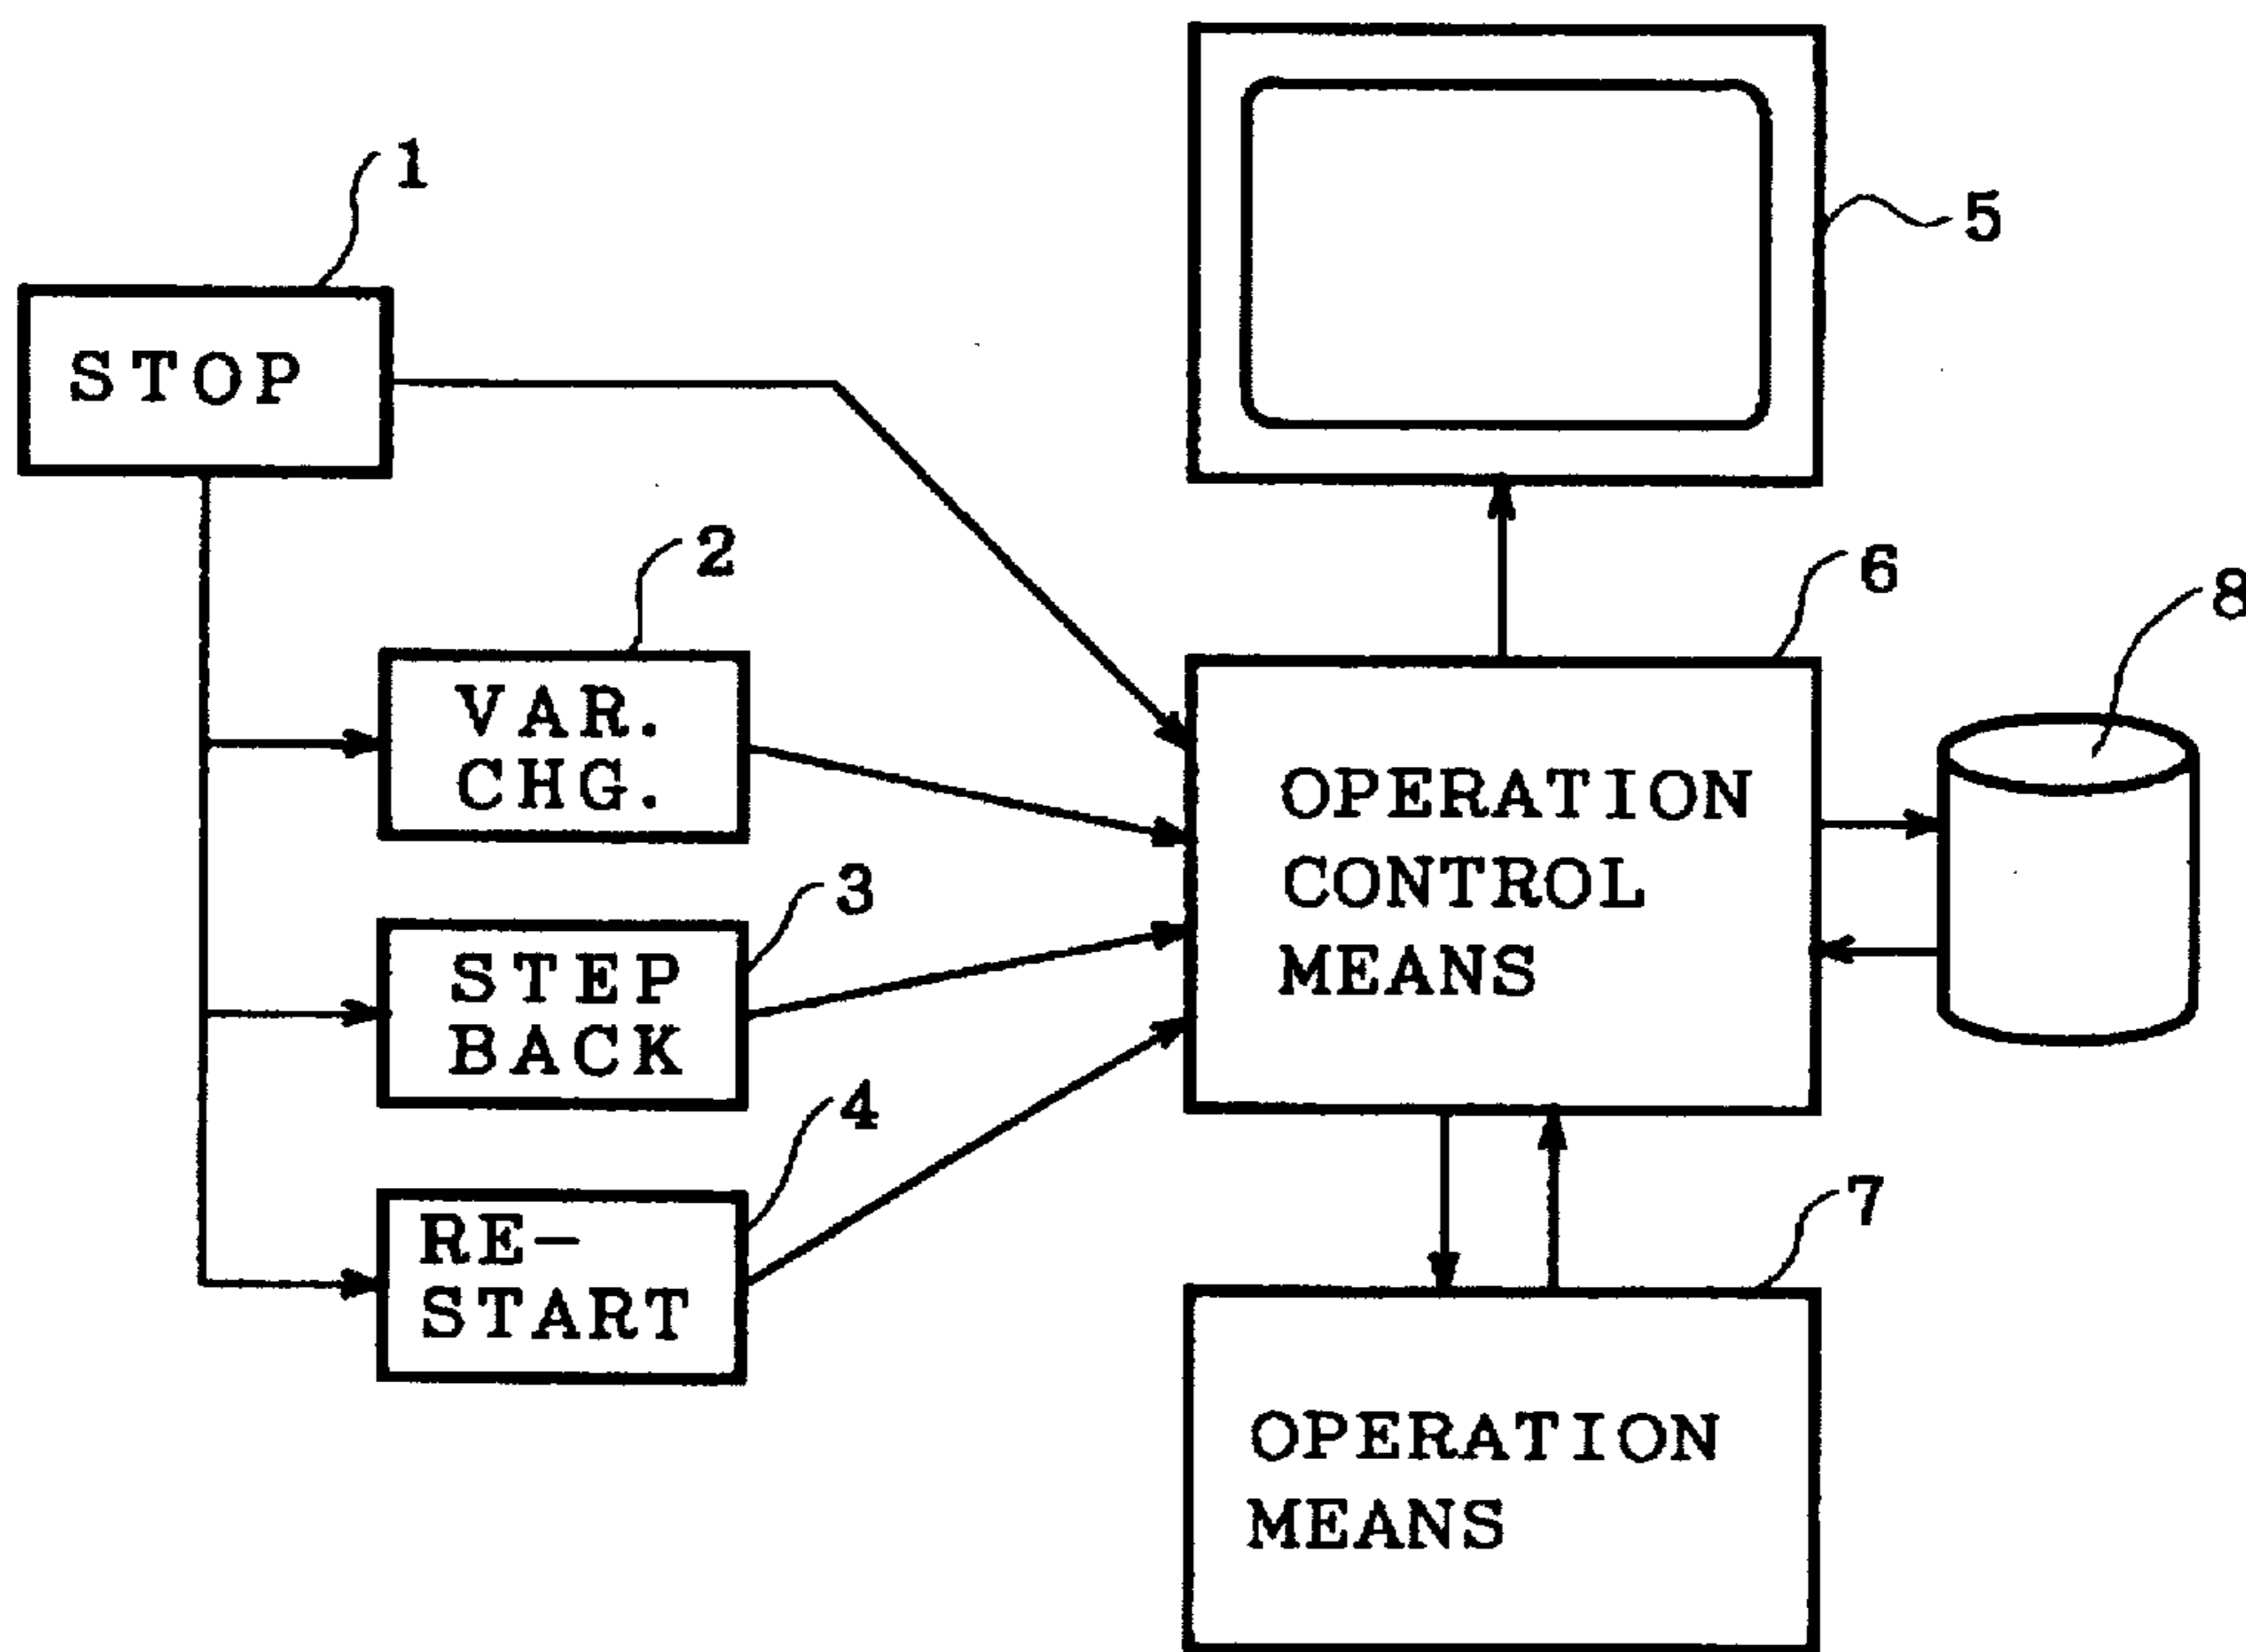 1
STOP
2
VAR.
CHG.
3
STEP
BACK
4
RE-
START
5
6
OPERATION
CONTROL
MEANS
8
7
OPERATION
MEANS